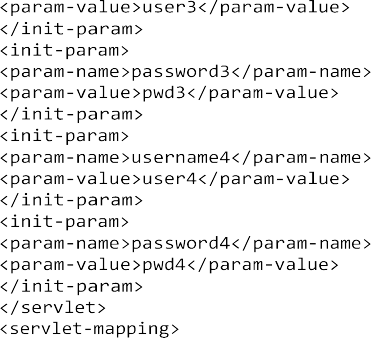 <param-value>user3</param-value>
</init-param>
<init-param>
<param-name>password3</param-name>
<param-value>pwd3</param-value>
</init-param>
<init-param>
<param-name>username4</param-name>
<param-value>user4</param-value>
</init-param>
<init-param>
<param-name>password4</param-name>
<param-value>pwd4</param-value>
</init-param>
</servlet>
<servlet-mapping>